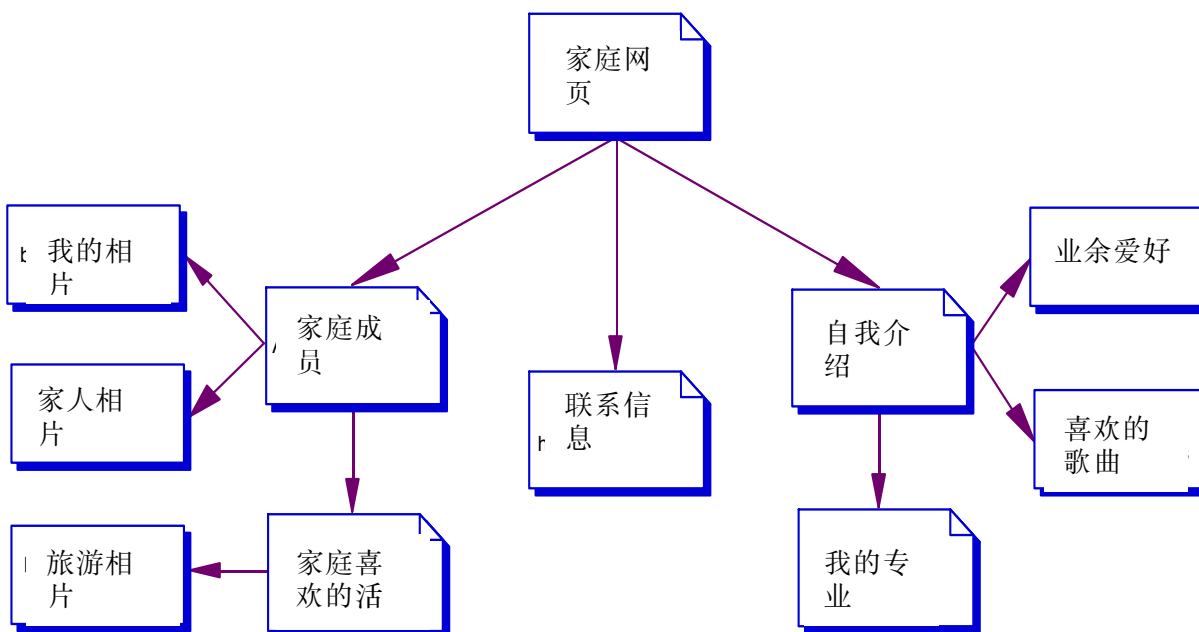 家庭网
页
我的相
片
业余爱好
家庭成
员
自我介
绍
家人相
片
联系信
息
喜欢的
歌曲
旅游相
片
家庭喜
欢的活
我的专
业